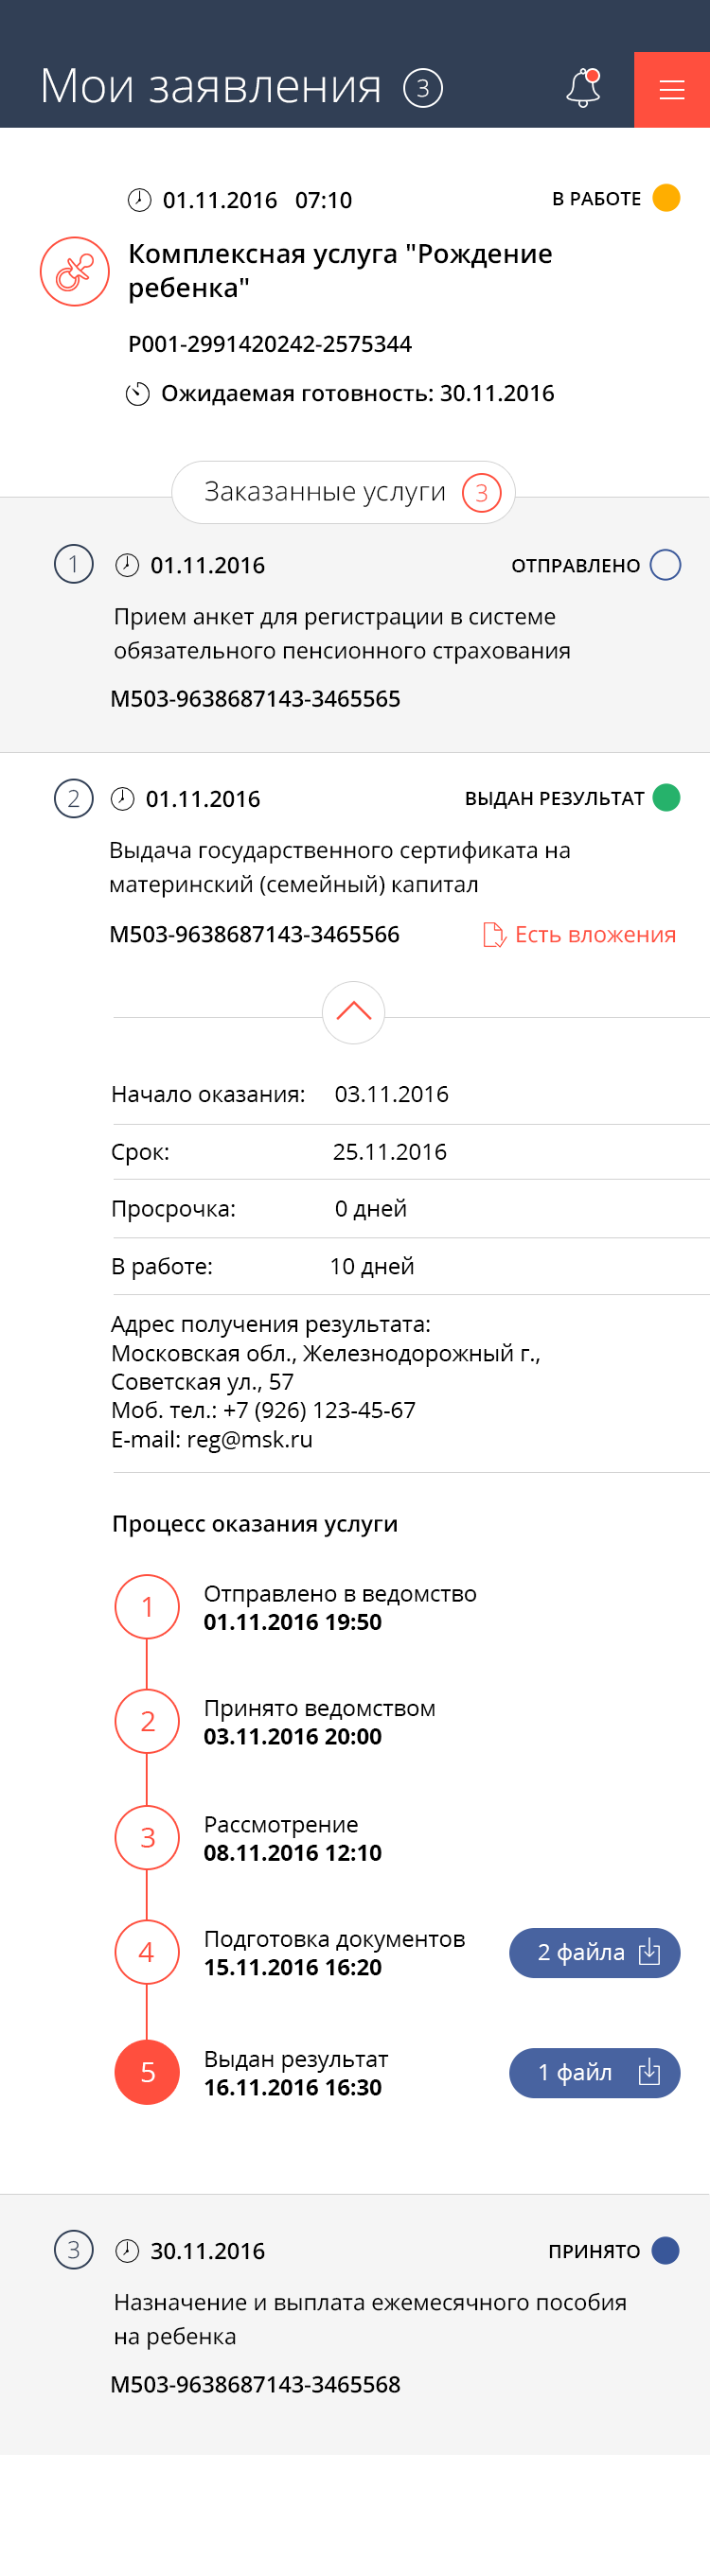 Мои заявления 3
01.11.2016 07:10 В РАБОТЕ
Комплексная услуга "Рождение
ребенка"
P001-2991420242-2575344
Ожидаемая готовность: 30.11.2016
Заказанные услуги 3
1 01.11.2016 ОТПРАВЛЕНО
Прием анкет для регистрации в системе
обязательного пенсионного страхования
M503-9638687143-3465565
2 01.11.2016 ВЫДАН РЕЗУЛЬТАТ
Выдача государственного сертификата на
материнский (семейный) капитал
M503-9638687143-3465566 Есть вложения
Начало оказания: 03.11.2016
Срок: 25.11.2016
Просрочка: 0 дней
В работе: 10 дней
Адрес получения результата:
Московская обл., Железнодорожный г.,
Советская ул., 57
Моб. тел.: +7 (926) 123-45-67
E-mail: reg@msk.ru
Процесс оказания услуги
1 Отправлено в ведомство
01.11.2016 19:50
2 Принято ведомством
03.11.2016 20:00
3 Рассмотрение
08.11.2016 12:10
4 Подготовка документов 2 файла
15.11.2016 16:20
5 Выдан результат 1 файл
16.11.2016 16:30
3 30.11.2016 ПРИНЯТО
Назначение и выплата ежемесячного пособия
на ребенка
M503-9638687143-3465568